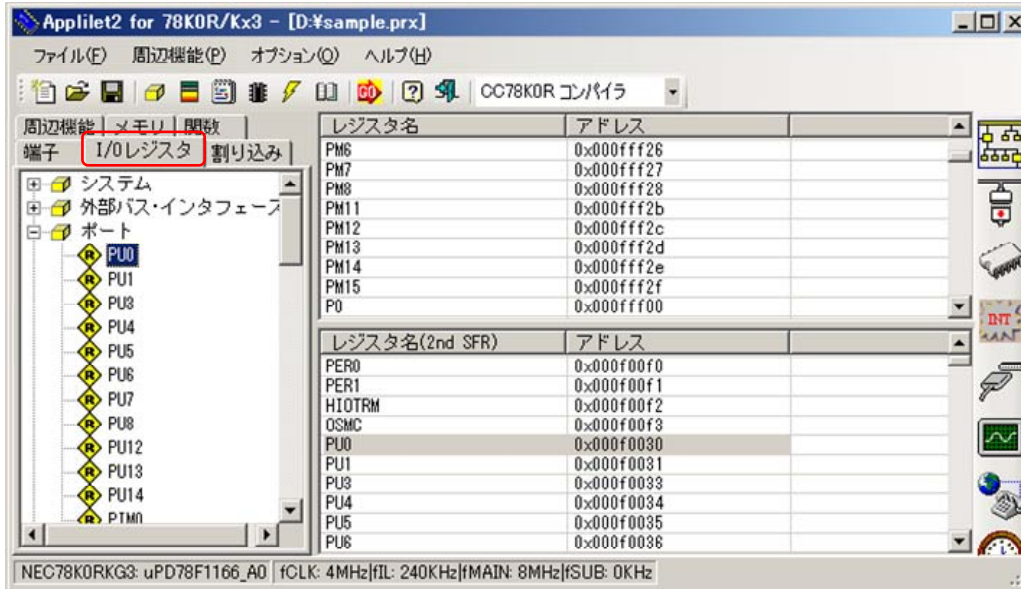 Applilet2 for 78K0R/Kx3 - [D:¥sample.prx]
ファイル(F) 周辺機能(P) オプション(O) ヘルプ(H)
GO CC78K0R コンパイラ
周辺機能 メモリ 関数
端子 I/Oレジスタ 割り込み
システム
外部バス・インタフェース
ポート
PU0
PU1
PU3
PU4
PU5
PU6
PU7
PU8
PU12
PU13
PU14
PIM0
レジスタ名 アドレス
PM6 0x000fff26
PM7 0x000fff27
PM8 0x000fff28
PM11 0x000fff2b
PM12 0x000fff2c
PM13 0x000fff2d
PM14 0x000fff2e
PM15 0x000fff2f
P0 0x000fff00
レジスタ名(2nd SFR) アドレス
PER0 0x000f00f0
PER1 0x000f00f1
HIOTRM 0x000f00f2
OSMC 0x000f00f3
PU0 0x000f0030
PU1 0x000f0031
PU3 0x000f0033
PU4 0x000f0034
PU5 0x000f0035
PU6 0x000f0036
INT
NEC78K0RKG3: uPD78F1166_A0 fCLK: 4MHz|fIL: 240KHz|fMAIN: 8MHz|fSUB: 0KHz